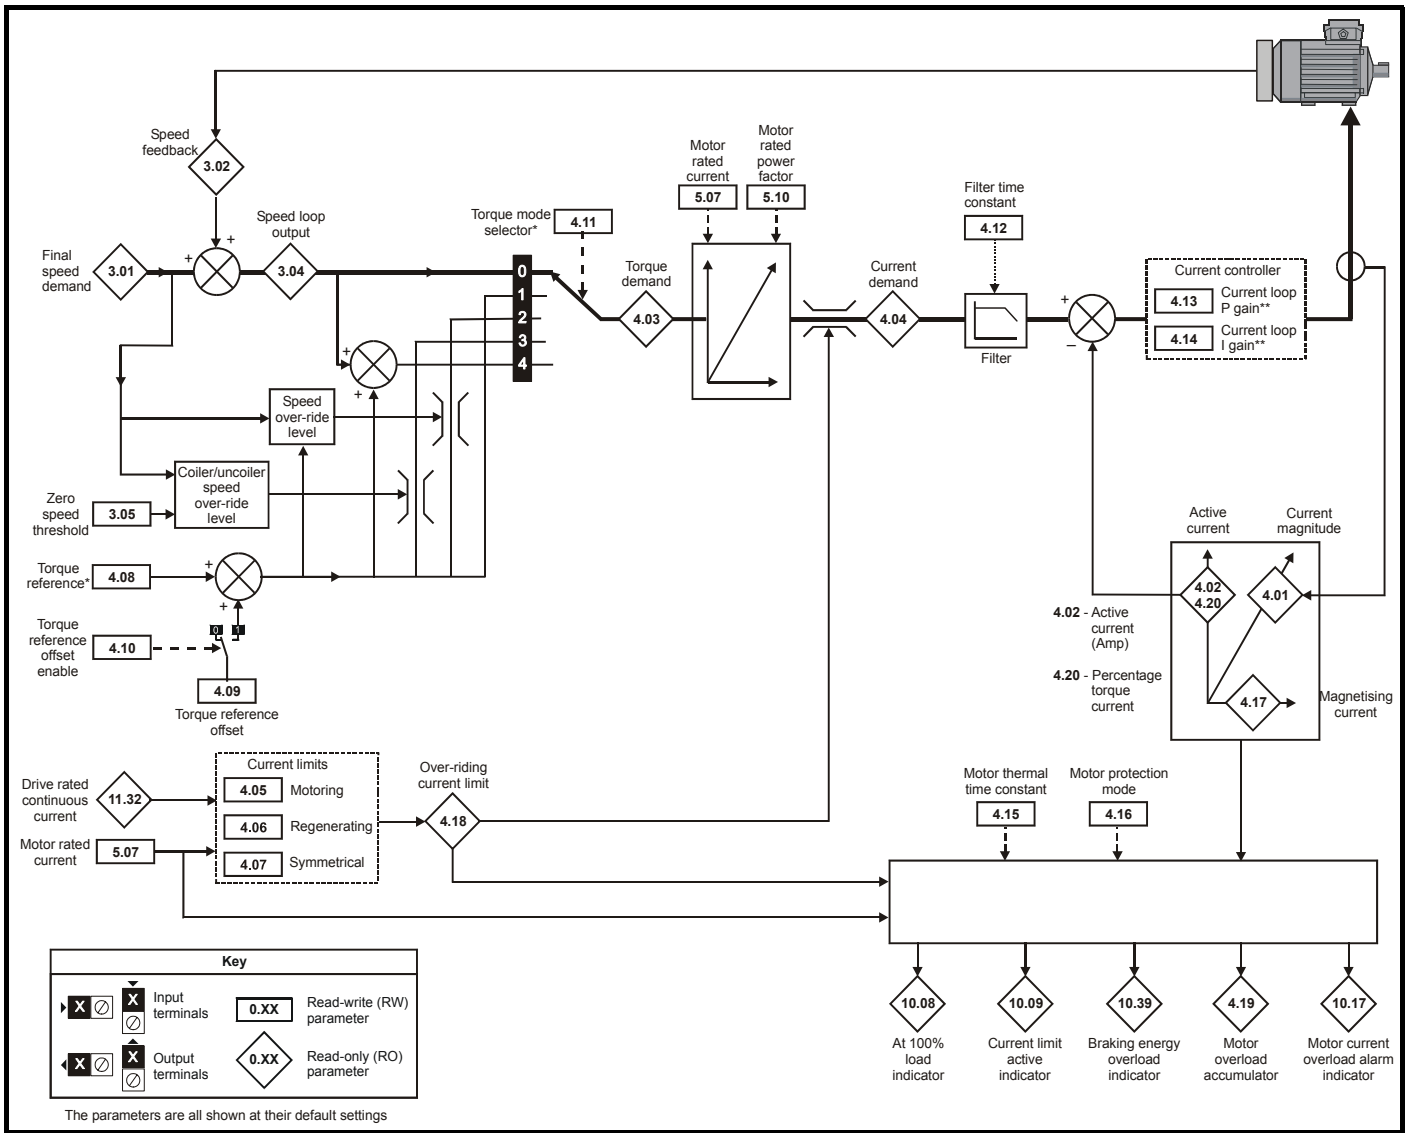 Speed
feedback
3.02
Motor
rated
current
5.07
Motor
rated
power
factor
5.10
Final
speed
demand
3.01
+
+
Speed loop
output
3.04
Torque mode
selector*
4.11
0
1
2
3
4
Torque
demand
4.03
Current
demand
4.04
Filter time
constant
4.12
Filter
+
–
Current controller
4.13
Current loop
P gain**
4.14
Current loop
I gain**
+
+
Speed
over-ride
level
Coiler/uncoiler
speed
over-ride
level
Zero
speed
threshold
3.05
Torque
reference*
4.08
+
+
Torque
reference
offset
enable
4.10
0
1
4.09
Torque reference
offset
Active
current
Current
magnitude
4.02
4.20
4.01
4.17
Magnetising
current
4.02 - Active
current
(Amp)
4.20 - Percentage
torque
current
Drive rated
continuous
current
11.32
Motor rated
current
5.07
Current limits
4.05 Motoring
4.06 Regenerating
4.07 Symmetrical
Over-riding
current limit
4.18
Motor thermal
time constant
4.15
Motor protection
mode
4.16
10.08
At 100%
load
indicator
10.09
Current limit
active
indicator
10.39
Braking energy
overload
indicator
4.19
Motor
overload
accumulator
10.17
Motor current
overload alarm
indicator
Key
X
X
Input
terminals
0.XX
Read-write (RW)
parameter
X
X
Output
terminals
0.XX
Read-only (RO)
parameter
The parameters are all shown at their default settings